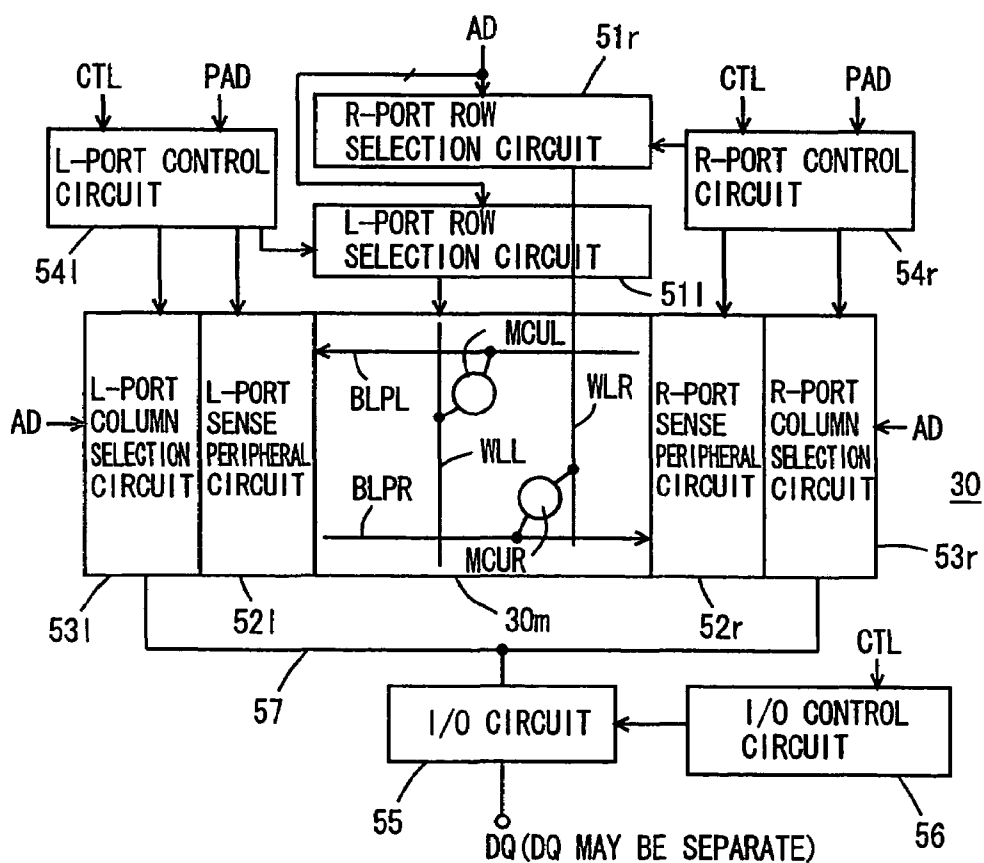 AD
51r
CTL
PAD
R-PORT ROW
SELECTION CIRCUIT
CTL
PAD
L-PORT CONTROL
CIRCUIT
R-PORT CONTROL
CIRCUIT
L-PORT ROW
SELECTION CIRCUIT
54l
51l
54r
MCUL
BLPL
WLR
WLL
BLPR
MCUR
AD
L-PORT
COLUMN
SELECTION
CIRCUIT
L-PORT
SENSE
PERIPHERAL
CIRCUIT
R-PORT
SENSE
PERIPHERAL
CIRCUIT
R-PORT
COLUMN
SELECTION
CIRCUIT
AD
30
53r
53l
52l
30m
52r
57
CTL
I/O CIRCUIT
I/O CONTROL
CIRCUIT
55
DQ(DQ MAY BE SEPARATE)
56